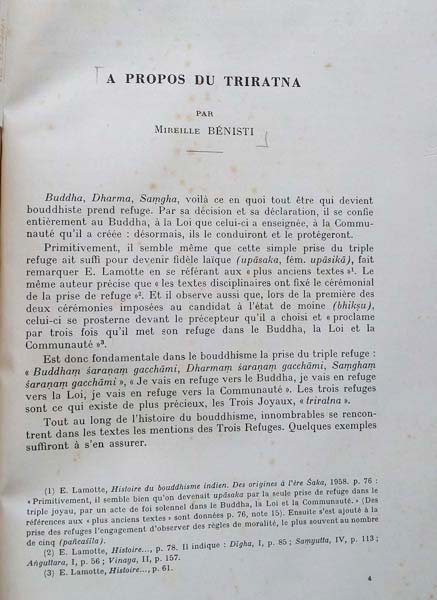 A PROPOS DU TRIRATNA
PAR
Mireille BÉNISTI
Buddha, Dharma, Saṃgha, voilà ce en quoi tout être qui devient
bouddhiste prend refuge. Par sa décision et sa déclaration, il se confie
entièrement au Buddha, à la Loi que celui-ci a enseignée, à la Commu-
nauté qu'il a créée : désormais, ils le conduiront et le protégeront.
Primitivement, il semble même que cette simple prise du triple
refuge ait suffi pour devenir fidèle laïque (upāsaka, fém. upāsikā), fait
remarquer E. Lamotte en se référant aux « plus anciens textes »¹. Le
même auteur précise que « les textes disciplinaires ont fixé le cérémonial
de la prise de refuge »². Et il observe aussi que, lors de la première des
deux cérémonies imposées au candidat à l'état de moine (bhikṣu),
celui-ci se prosterne devant le précepteur qu'il a choisi et « proclame
par trois fois qu'il met son refuge dans le Buddha, la Loi et la
Communauté »³.
Est donc fondamentale dans le bouddhisme la prise du triple refuge :
« Buddhaṃ śaraṇaṃ gacchāmi, Dharmaṃ śaraṇaṃ gacchāmi, Saṃghaṃ
śaraṇaṃ gacchāmi », « Je vais en refuge vers le Buddha, je vais en refuge
vers la Loi, je vais en refuge vers la Communauté ». Les trois refuges
sont ce qui existe de plus précieux, les Trois Joyaux, « triratna ».
Tout au long de l'histoire du bouddhisme, innombrables se rencon-
trent dans les textes les mentions des Trois Refuges. Quelques exemples
suffiront à s'en assurer.
(1) E. Lamotte, Histoire du bouddhisme indien. Des origines à l'ère Śaka, 1958. p. 76 :
« Primitivement, il semble bien qu'on devenait upāsaka par la seule prise de refuge dans le
triple joyau, par un acte de foi solennel dans le Buddha, la Loi et la Communauté ». (Des
références aux « plus anciens textes » sont données p. 76, note 15). Ensuite s'est ajouté à la
prise des refuges l'engagement d'observer des règles de moralité, le plus souvent au nombre
de cinq (pañcaśīla).
(2) E. Lamotte, Histoire..., p. 78. Il indique : Dīgha, I, p. 85 ; Saṃyutta, IV, p. 113 ;
Aṅguttara, I, p. 56 ; Vinaya, II, p. 157.
(3) E. Lamotte, Histoire..., p. 61.
4